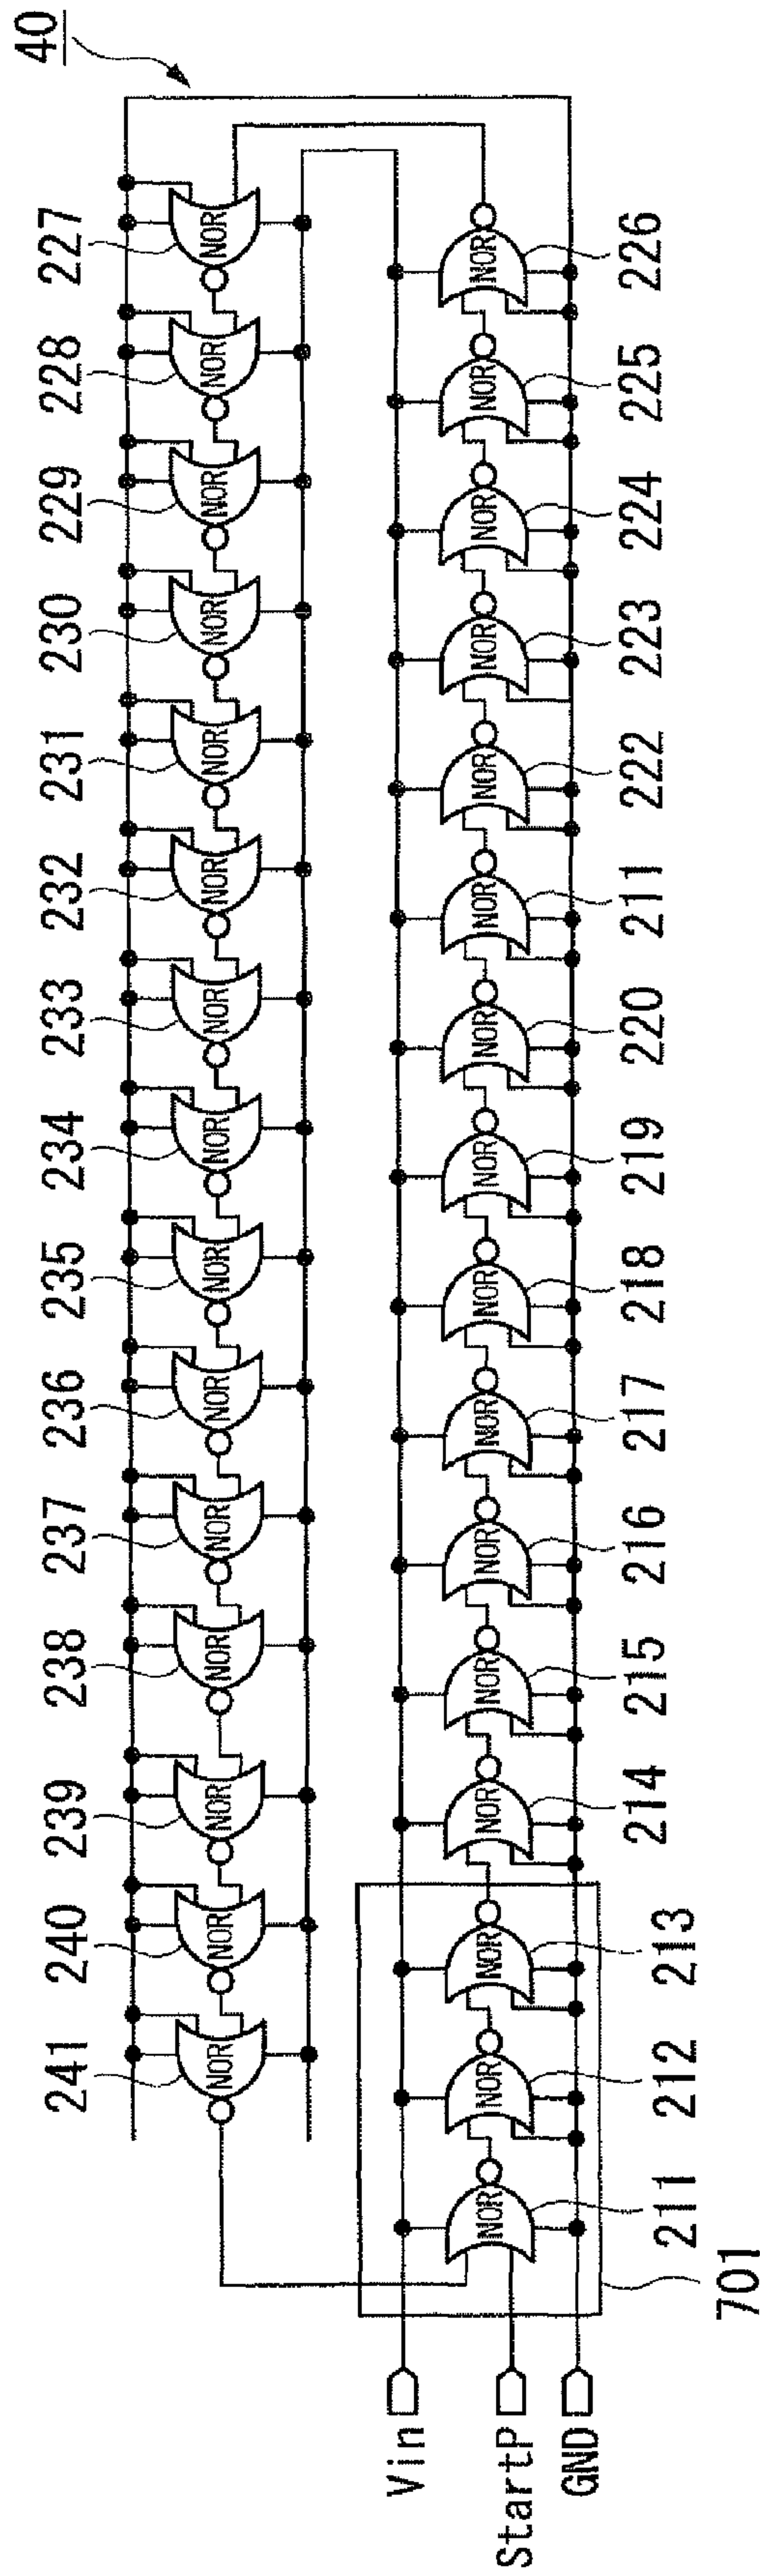 40
241 240 239 238 237 236 235 234 233 232 231 230 229 228 227
NOR NOR NOR NOR NOR NOR NOR NOR NOR NOR NOR NOR NOR NOR NOR
Vin
NOR NOR NOR NOR NOR NOR NOR NOR NOR NOR NOR NOR NOR NOR NOR NOR
StartP
GND
211 212 213 214 215 216 217 218 219 220 211 222 223 224 225 226
701